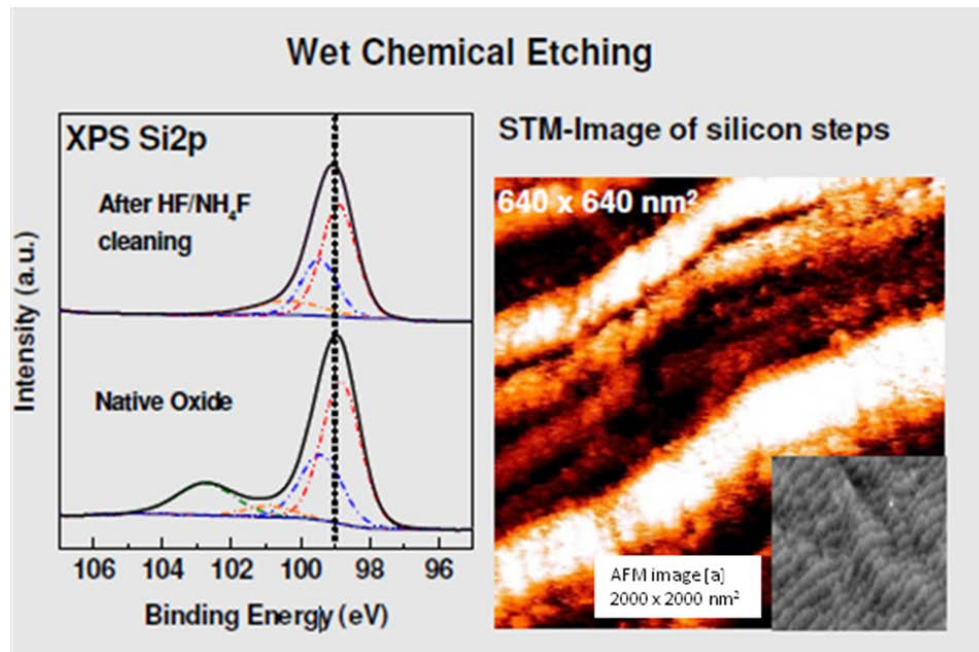 Wet Chemical Etching
XPS Si2p
After HF/NH₄F
cleaning
Native Oxide
Intensity (a.u.)
106 104 102 100 98 96
Binding Energy (eV)
STM-Image of silicon steps
640 x 640 nm²
AFM image [a]
2000 x 2000 nm²